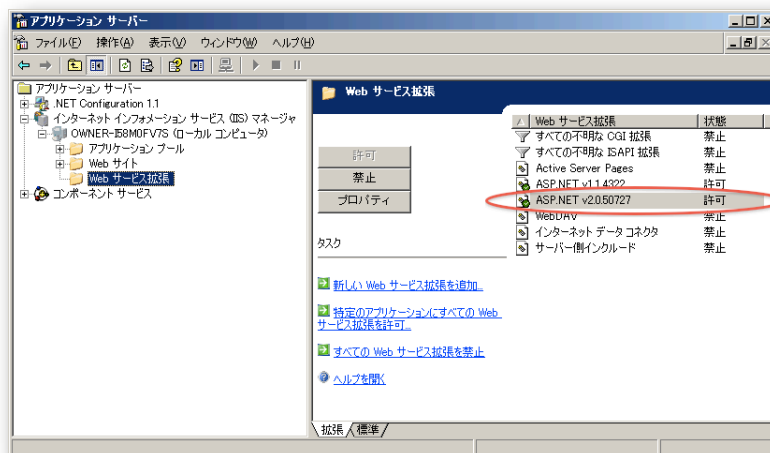 アプリケーション サーバー
ファイル(F) 操作(A) 表示(V) ウィンドウ(W) ヘルプ(H)
アプリケーション サーバー
.NET Configuration 1.1
インターネット インフォメーション サービス (IIS) マネージャ
OWNER-I58M0FV7S (ローカル コンピュータ)
アプリケーション プール
Web サイト
Web サービス拡張
コンポーネント サービス
Web サービス拡張
許可
禁止
プロパティ
タスク
新しい Web サービス拡張を追加...
特定のアプリケーションにすべての Web
サービス拡張を許可...
すべての Web サービス拡張を禁止
ヘルプを開く
Web サービス拡張 状態
すべての不明な CGI 拡張 禁止
すべての不明な ISAPI 拡張 禁止
Active Server Pages 禁止
ASP.NET v1.1.4322 許可
ASP.NET v2.0.50727 許可
WebDAV 禁止
インターネット データ コネクタ 禁止
サーバー側インクルード 禁止
拡張 標準